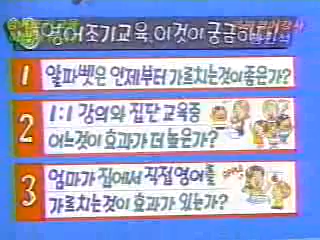 영어 조기교육, 이것이 궁금하다!
1 알파벳은 언제부터 가르치는것이 좋은가?
2 1:1 강의와 집단 교육중
어느것이 효과가 더 높은가?
3 엄마가 집에서 직접 영어를
가르치는것이 효과가 있는가?